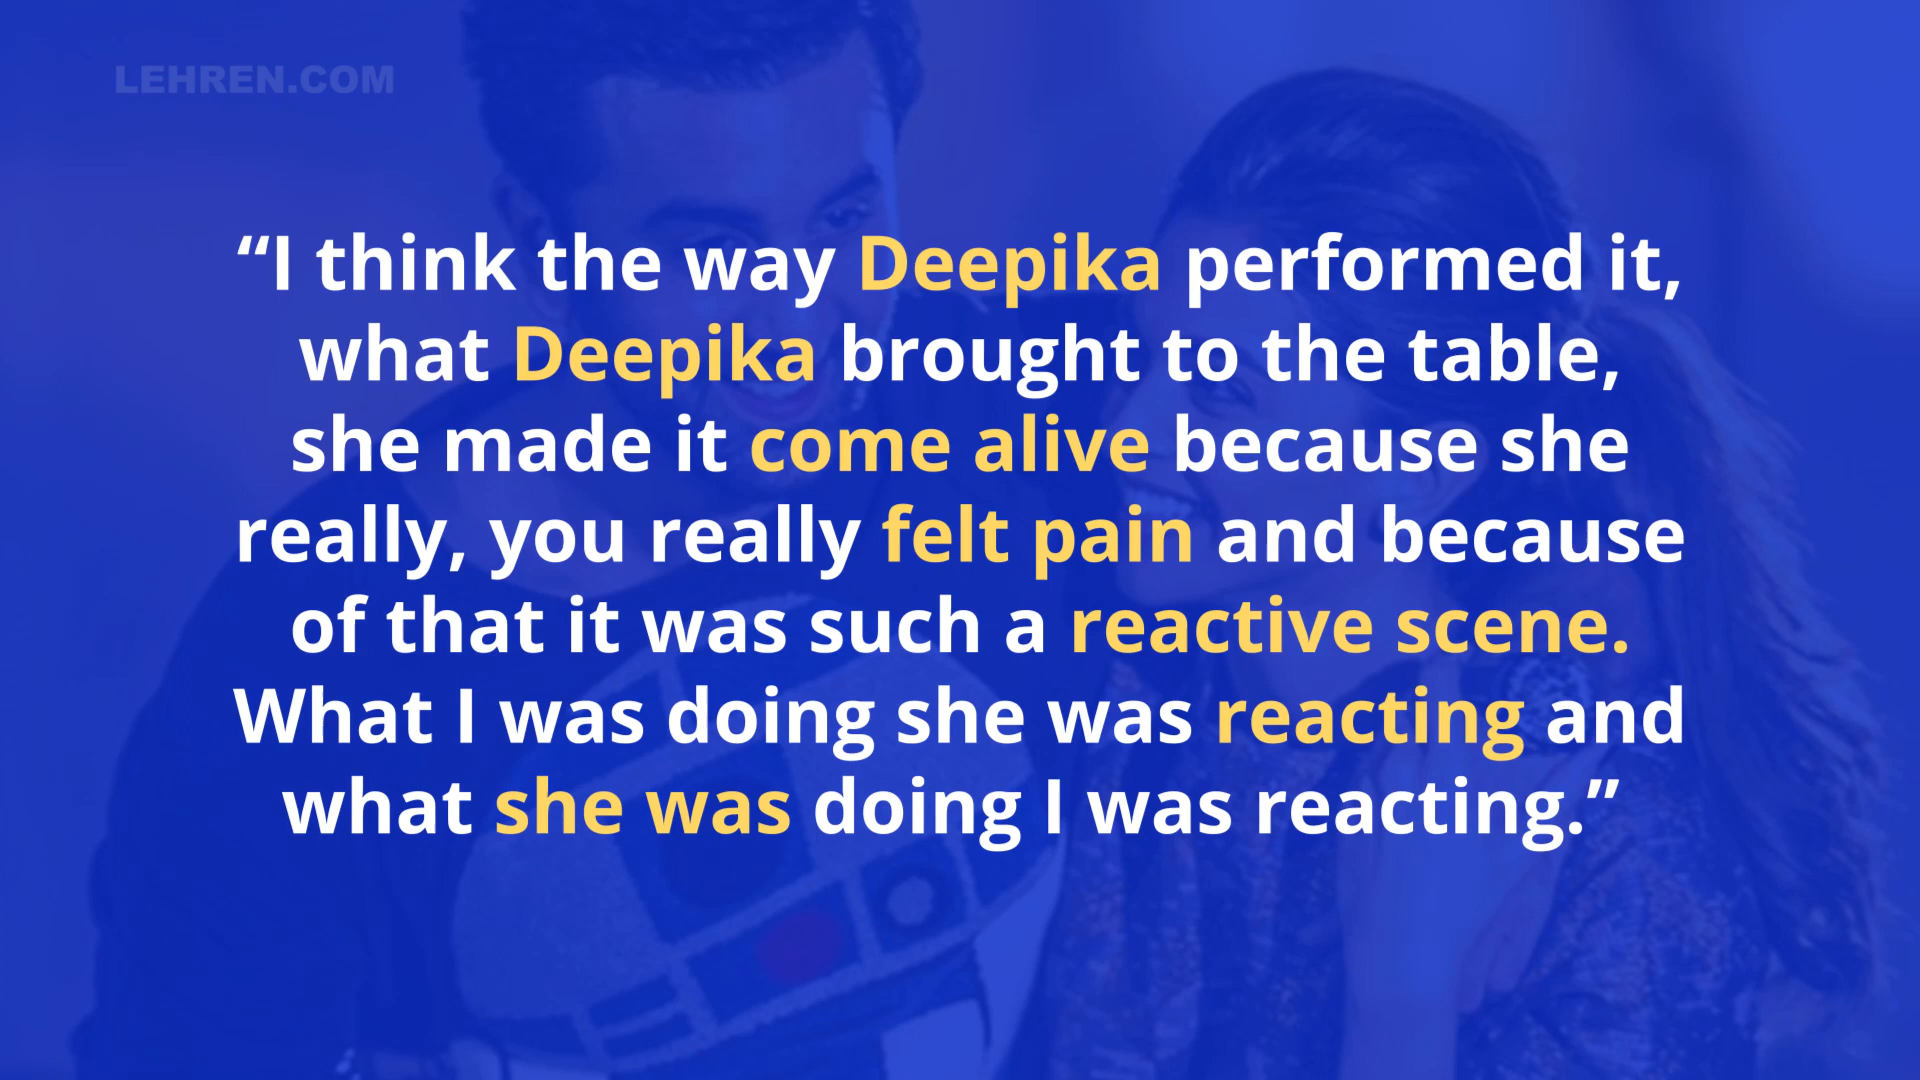 LEHREN.COM
“I think the way Deepika performed it,
what Deepika brought to the table,
she made it come alive because she
really, you really felt pain and because
of that it was such a reactive scene.
What I was doing she was reacting and
what she was doing I was reacting.”